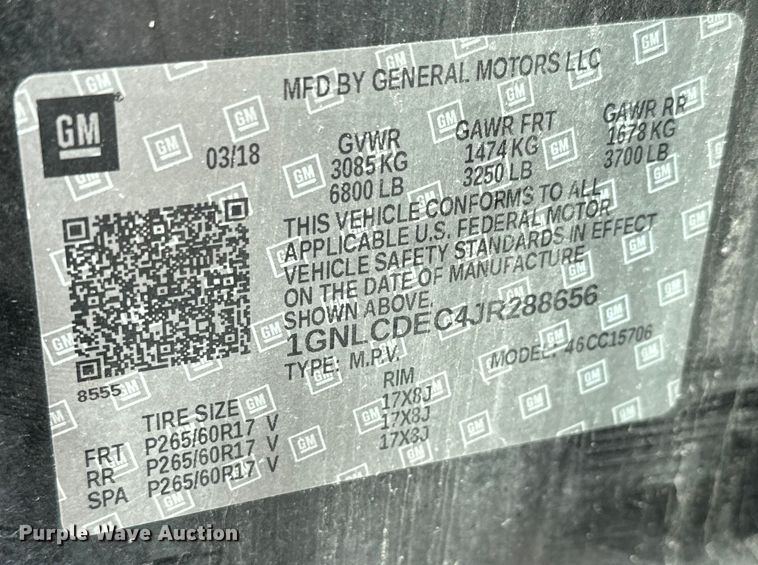 GM
MFD BY GENERAL MOTORS LLC
03/18
GVWR GAWR FRT GAWR RR
3085 KG 1474 KG 1678 KG
6800 LB 3250 LB 3700 LB
THIS VEHICLE CONFORMS TO ALL
APPLICABLE U.S. FEDERAL MOTOR
VEHICLE SAFETY STANDARDS IN EFFECT
ON THE DATE OF MANUFACTURE
SHOWN ABOVE.
1GNLCDEC4JR288656
TYPE: M.P.V. MODEL: 46CC15706
8555
TIRE SIZE RIM
FRT P265/60R17 V 17X8J
RR P265/60R17 V 17X8J
SPA P265/60R17 V 17X8J
Purple Wave Auction